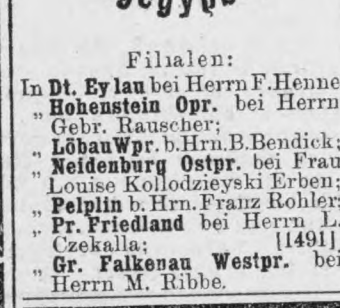 Filialen:
In Dt. Eylau bei Herrn F. Henne
„ Hohenstein Opr. bei Herrn
Gebr. Rauscher;
„ Löbau Wpr. b. Hrn. B. Bendick;
„ Neidenburg Ostpr. bei Frau
Louise Kollodzieyski Erben;
„ Pelplin b. Hrn. Franz Rohler;
„ Pr. Friedland bei Herrn L.
Czekalla; [1491]
„ Gr. Falkenau Westpr. bei
Herrn M. Ribbe.